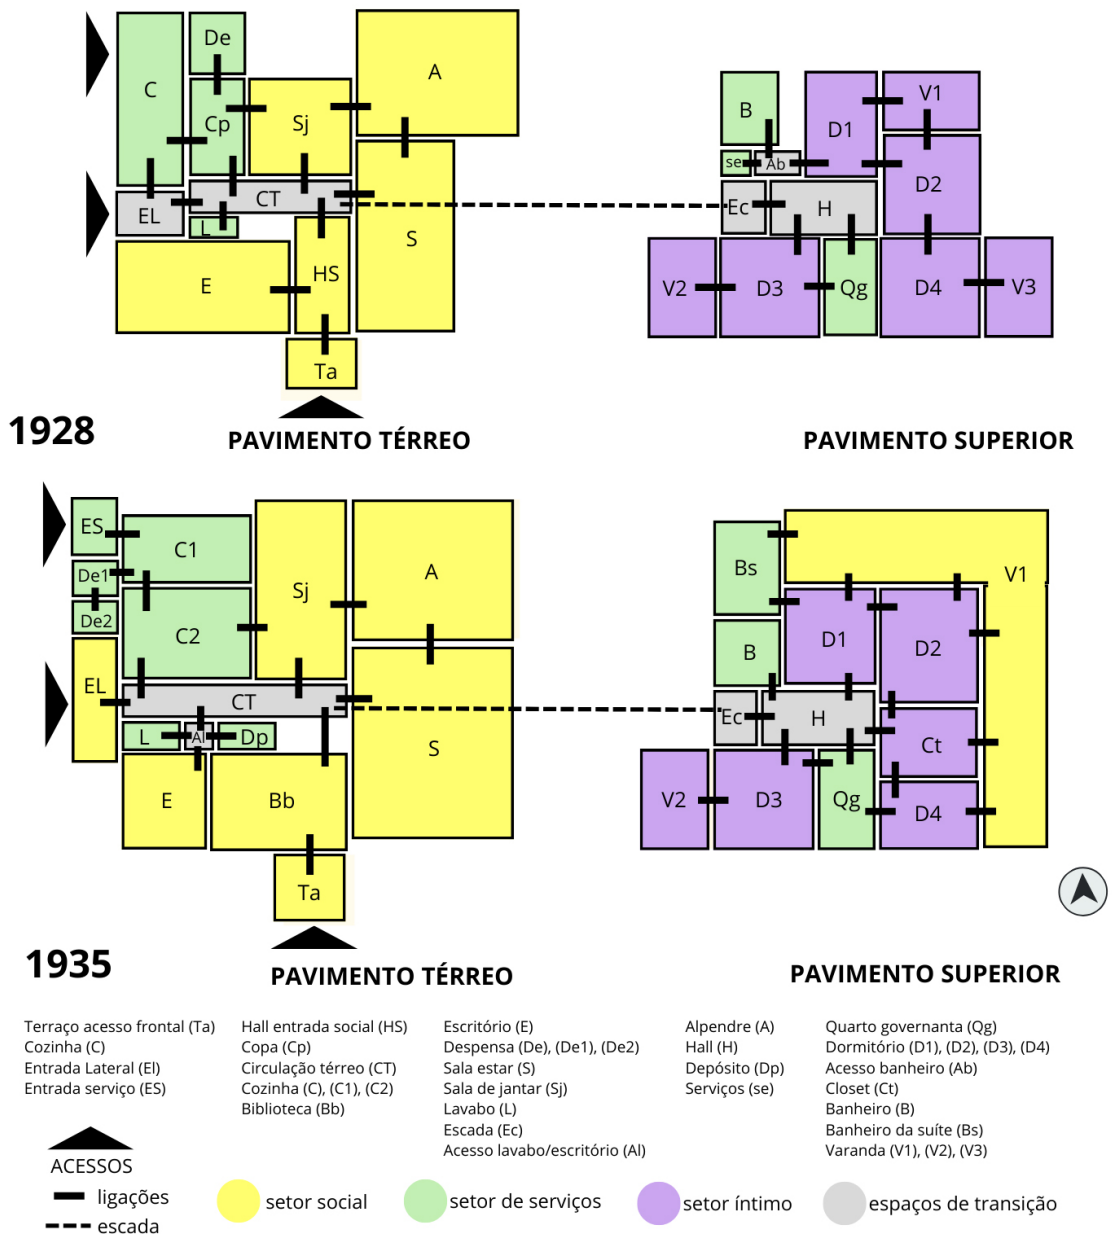 De
C
A
Cp
Sj
B
V1
D1
se
Ab
D2
EL
CT
Ec
H
L
S
E
HS
V2
D3
Qg
D4
V3
Ta
1928
PAVIMENTO TÉRREO
PAVIMENTO SUPERIOR
ES
C1
De1
De2
C2
Sj
A
Bs
V1
B
D1
D2
EL
CT
Ec
H
L
Al
Dp
S
Ct
E
Bb
V2
D3
Qg
D4
Ta
1935
PAVIMENTO TÉRREO
PAVIMENTO SUPERIOR
Terraço acesso frontal (Ta)
Cozinha (C)
Entrada Lateral (El)
Entrada serviço (ES)
Hall entrada social (HS)
Copa (Cp)
Circulação térreo (CT)
Cozinha (C), (C1), (C2)
Biblioteca (Bb)
Escritório (E)
Despensa (De), (De1), (De2)
Sala estar (S)
Sala de jantar (Sj)
Lavabo (L)
Escada (Ec)
Acesso lavabo/escritório (Al)
Alpendre (A)
Hall (H)
Depósito (Dp)
Serviços (se)
Quarto governanta (Qg)
Dormitório (D1), (D2), (D3), (D4)
Acesso banheiro (Ab)
Closet (Ct)
Banheiro (B)
Banheiro da suíte (Bs)
Varanda (V1), (V2), (V3)
ACESSOS
ligações
escada
setor social
setor de serviços
setor íntimo
espaços de transição